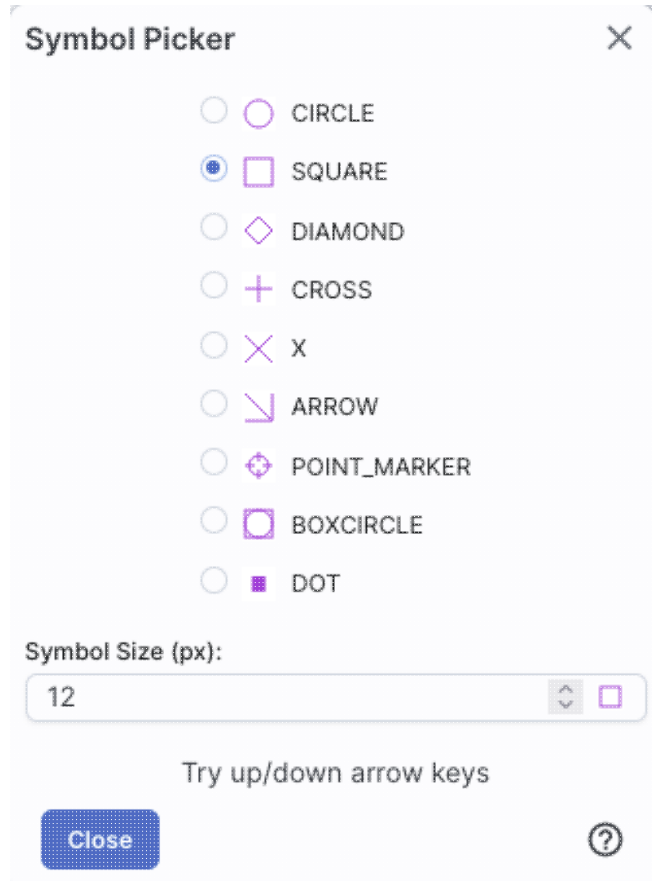 Symbol Picker
CIRCLE
SQUARE
DIAMOND
CROSS
X
ARROW
POINT_MARKER
BOXCIRCLE
DOT
Symbol Size (px):
12
Try up/down arrow keys
Close